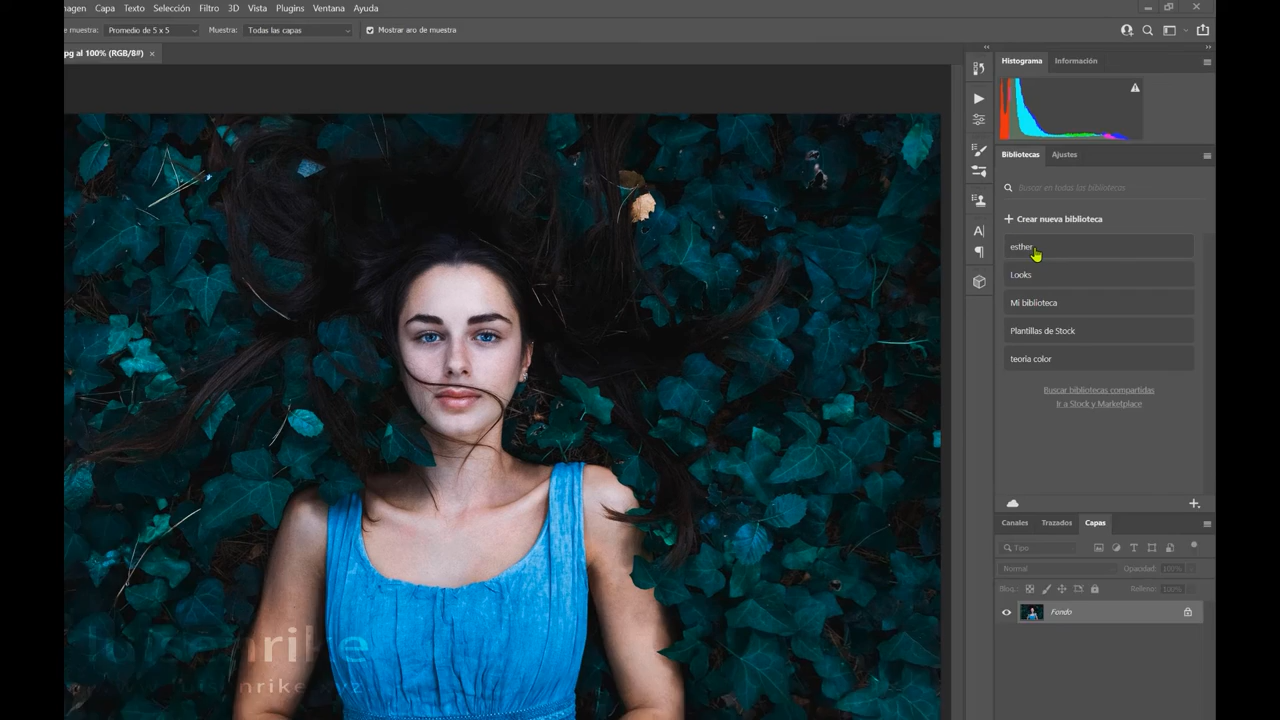 Capa Texto Selección Filtro 3D Vista Plugins Ventana Ayuda
Promedio de 5 x 5 Muestra: Todas las capas Mostrar aro de muestra
pg al 100% (RGB/8#) ×
Histograma Información
Bibliotecas Ajustes
Buscar en todas las bibliotecas
+ Crear nueva biblioteca
esther
Looks
Mi biblioteca
Plantillas de Stock
teoria color
Buscar bibliotecas compartidas
Ir a Stock y Marketplace
Canales Trazados Capas
Tipo
Normal Opacidad: 100%
Bloq.: Relleno: 100%
Fondo